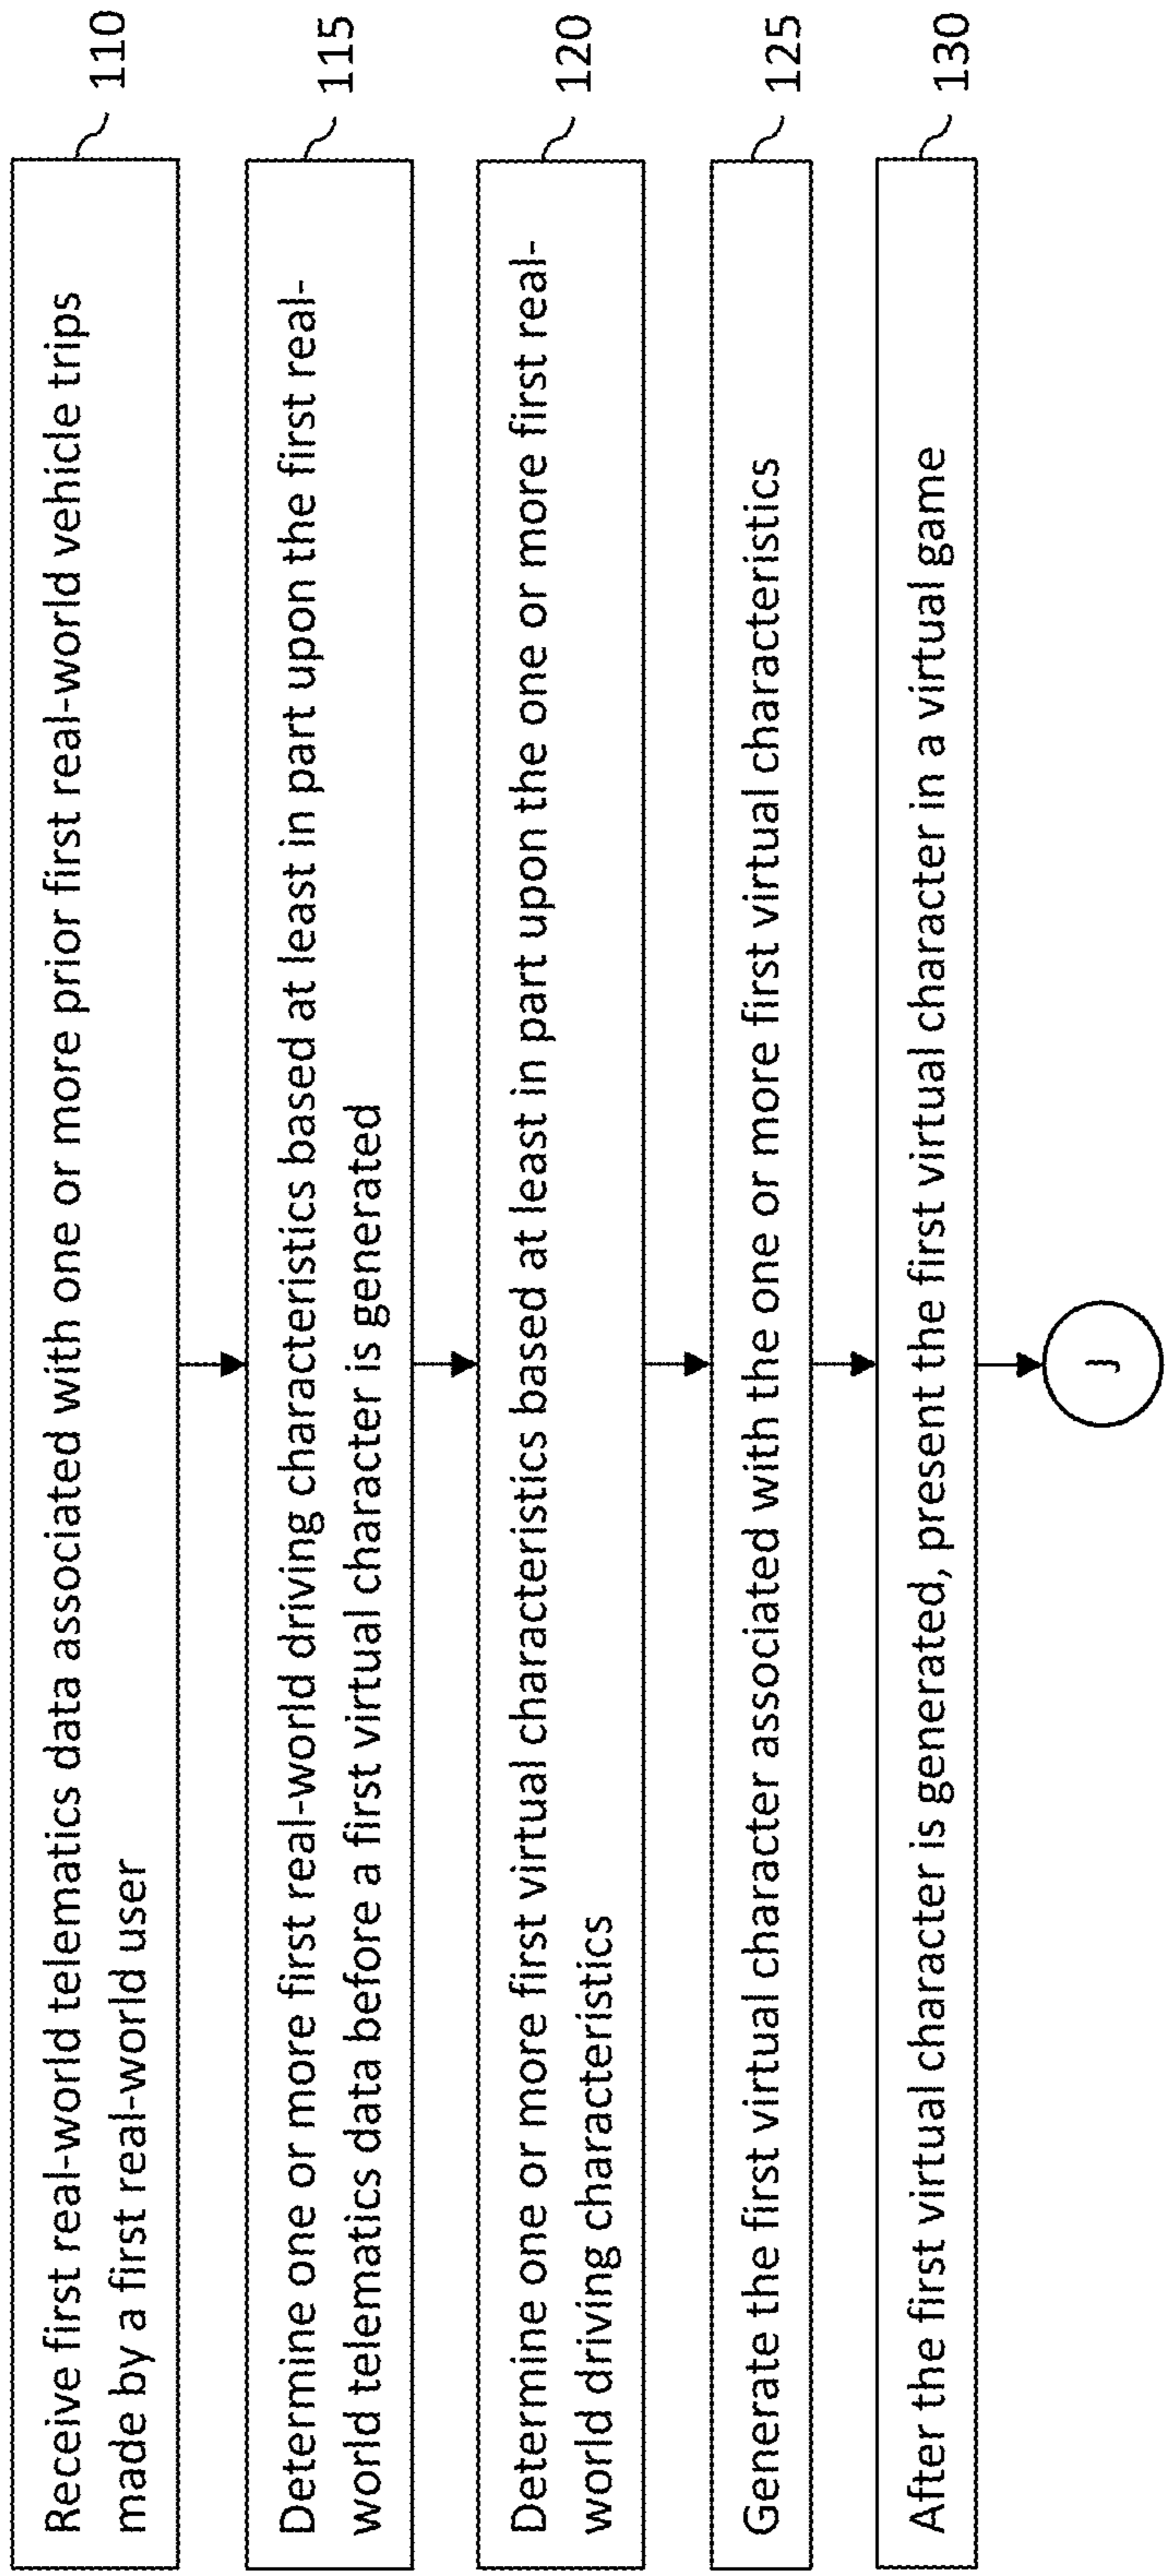 Receive first real-world telematics data associated with one or more prior first real-world vehicle trips
made by a first real-world user
110
Determine one or more first real-world driving characteristics based at least in part upon the first real-
world telematics data before a first virtual character is generated
115
Determine one or more first virtual characteristics based at least in part upon the one or more first real-
world driving characteristics
120
Generate the first virtual character associated with the one or more first virtual characteristics
125
After the first virtual character is generated, present the first virtual character in a virtual game
130
J